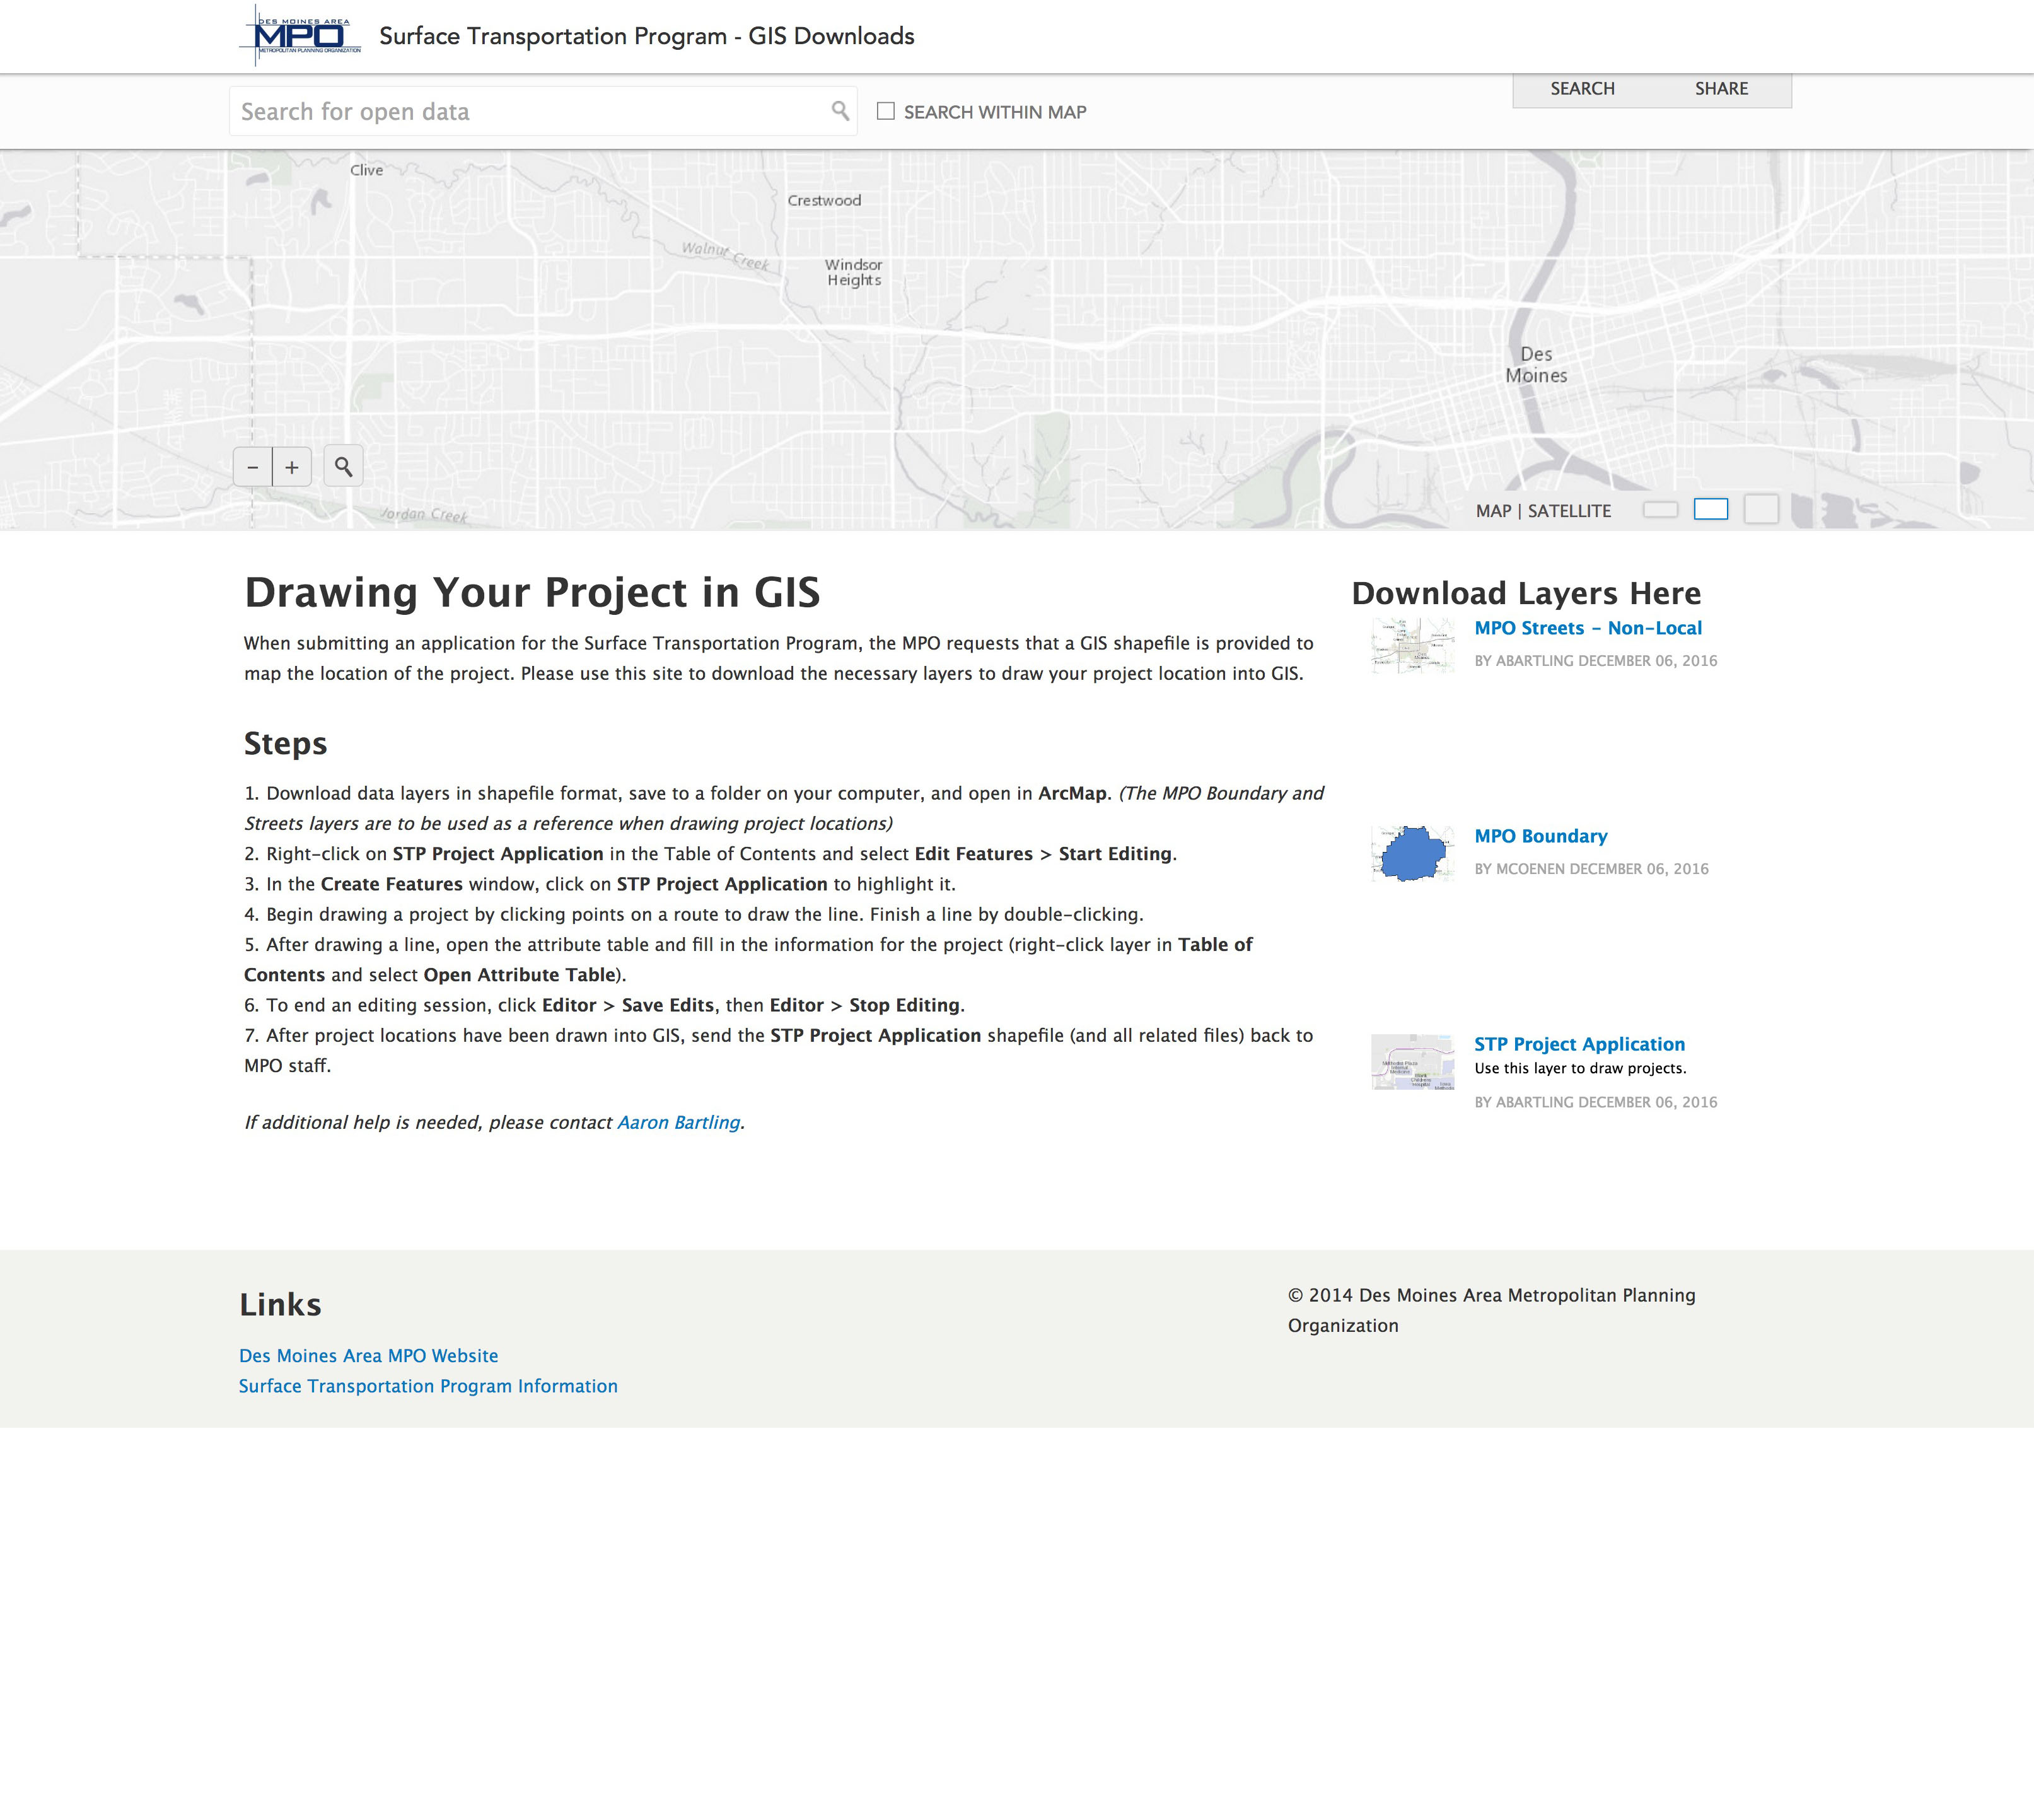 DES MOINES AREA
MPO
METROPOLITAN PLANNING ORGANIZATION
Surface Transportation Program - GIS Downloads
SEARCH
SHARE
Search for open data
SEARCH WITHIN MAP
Clive
Crestwood
Walnut Creek
Windsor
Heights
Des
Moines
− +
Jordan Creek
MAP | SATELLITE
Drawing Your Project in GIS
When submitting an application for the Surface Transportation Program, the MPO requests that a GIS shapefile is provided to
map the location of the project. Please use this site to download the necessary layers to draw your project location into GIS.
Steps
1. Download data layers in shapefile format, save to a folder on your computer, and open in ArcMap. (The MPO Boundary and
Streets layers are to be used as a reference when drawing project locations)
2. Right-click on STP Project Application in the Table of Contents and select Edit Features > Start Editing.
3. In the Create Features window, click on STP Project Application to highlight it.
4. Begin drawing a project by clicking points on a route to draw the line. Finish a line by double-clicking.
5. After drawing a line, open the attribute table and fill in the information for the project (right-click layer in Table of
Contents and select Open Attribute Table).
6. To end an editing session, click Editor > Save Edits, then Editor > Stop Editing.
7. After project locations have been drawn into GIS, send the STP Project Application shapefile (and all related files) back to
MPO staff.
If additional help is needed, please contact Aaron Bartling.
Download Layers Here
MPO Streets - Non-Local
BY ABARTLING DECEMBER 06, 2016
MPO Boundary
BY MCOENEN DECEMBER 06, 2016
STP Project Application
Use this layer to draw projects.
BY ABARTLING DECEMBER 06, 2016
Links
Des Moines Area MPO Website
Surface Transportation Program Information
© 2014 Des Moines Area Metropolitan Planning
Organization